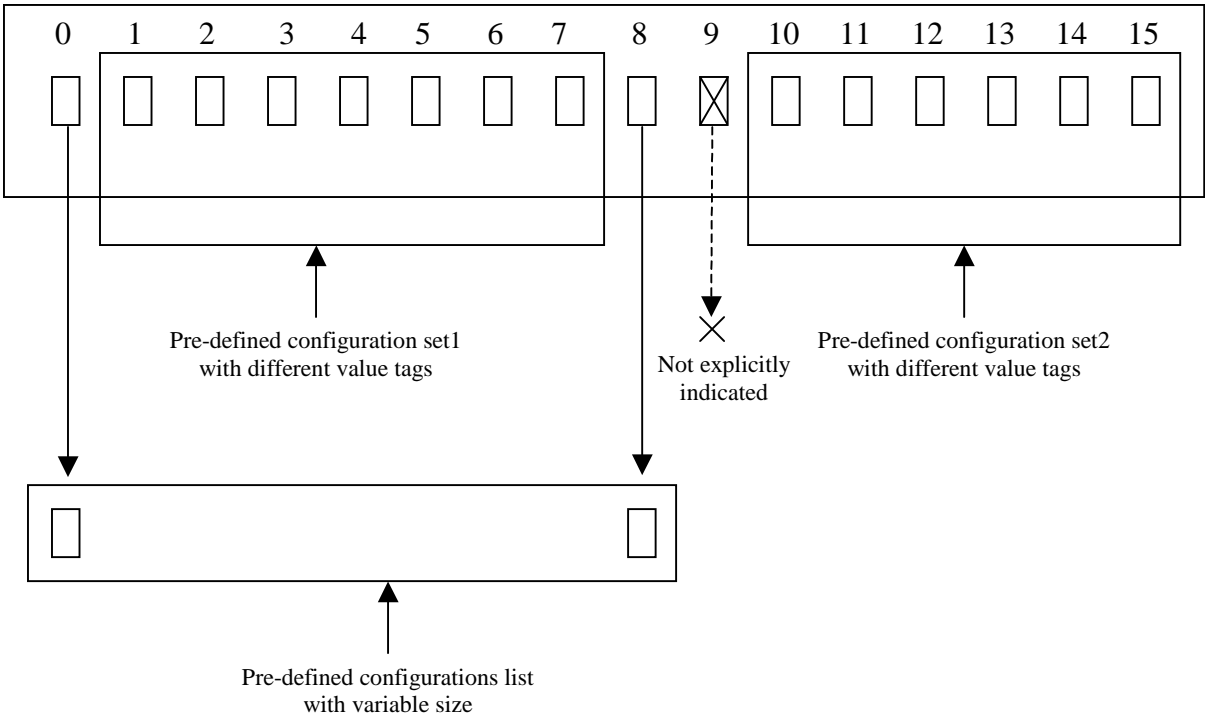 0 1 2 3 4 5 6 7 8 9 10 11 12 13 14 15
Pre-defined configuration set1
with different value tags
Not explicitly
indicated
Pre-defined configuration set2
with different value tags
Pre-defined configurations list
with variable size